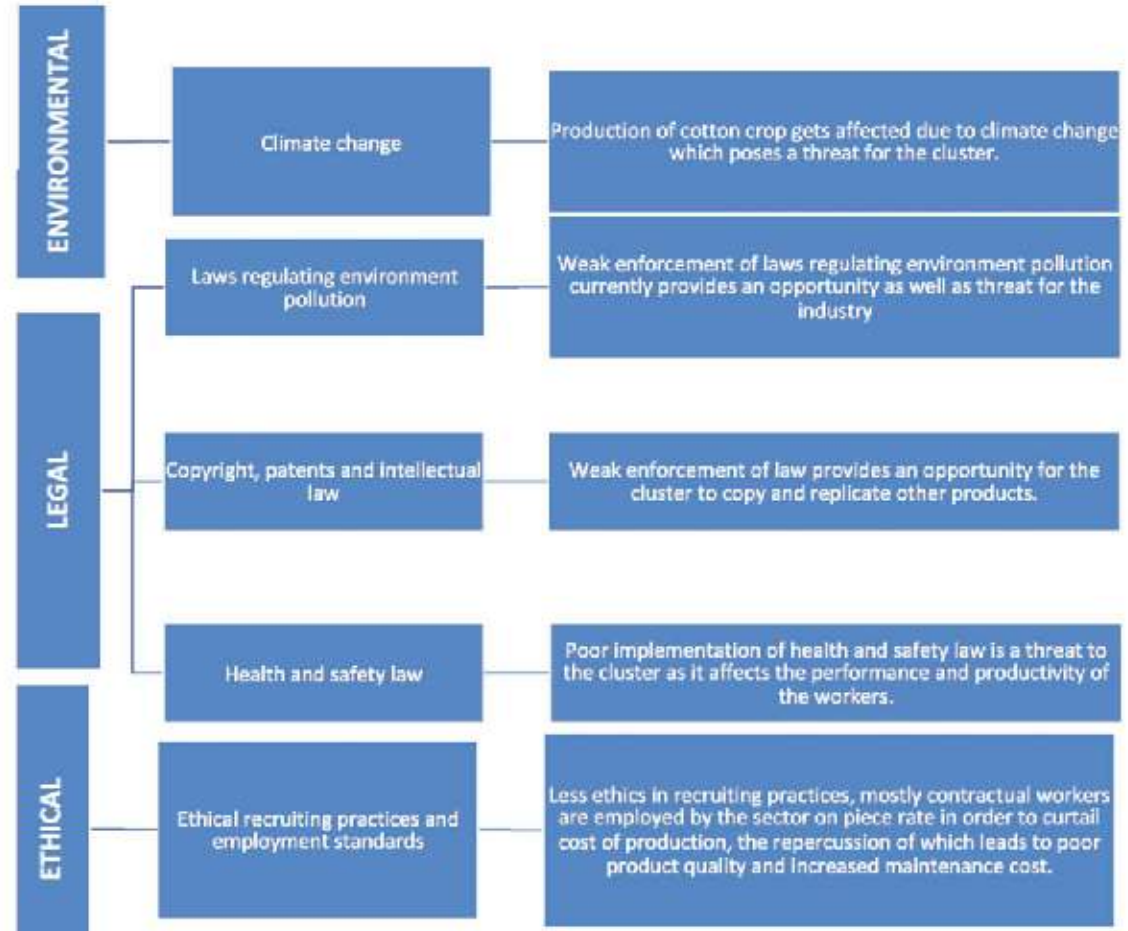 ENVIRONMENTAL
Climate change
Production of cotton crop gets affected due to climate change
which poses a threat for the cluster.
LEGAL
Laws regulating environment
pollution
Weak enforcement of laws regulating environment pollution
currently provides an opportunity as well as threat for the
industry
Copyright, patents and intellectual
law
Weak enforcement of law provides an opportunity for the
cluster to copy and replicate other products.
Health and safety law
Poor implementation of health and safety law is a threat to
the cluster as it affects the performance and productivity of
the workers.
ETHICAL
Ethical recruiting practices and
employment standards
Less ethics in recruiting practices, mostly contractual workers
are employed by the sector on piece rate in order to curtail
cost of production, the repercussion of which leads to poor
product quality and increased maintenance cost.